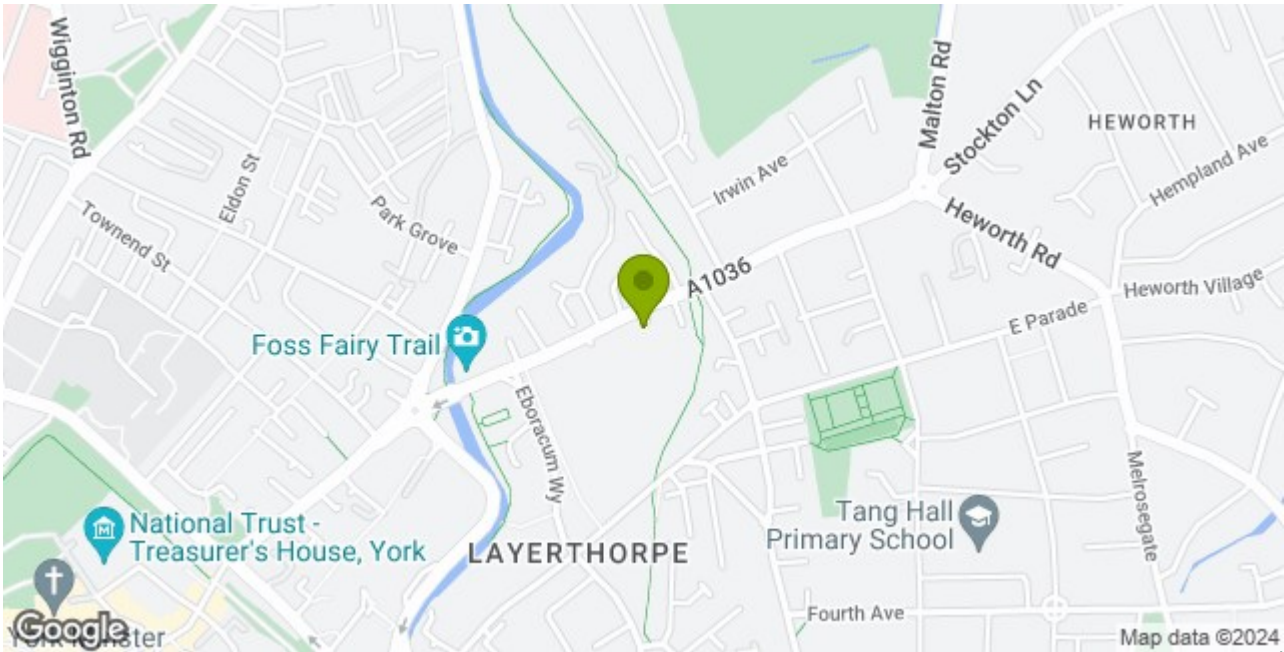 Wigginton Rd
Eldon St
Townend St
Park Grove
Malton Rd
Stockton Ln
HEWORTH
Hempland Ave
Irwin Ave
Heworth Rd
A1036
Heworth Village
E Parade
Foss Fairy Trail
Eboracum Wy
Melrosegate
Tang Hall
Primary School
National Trust -
Treasurer's House, York
LAYERTHORPE
Fourth Ave
Google
Map data ©2024